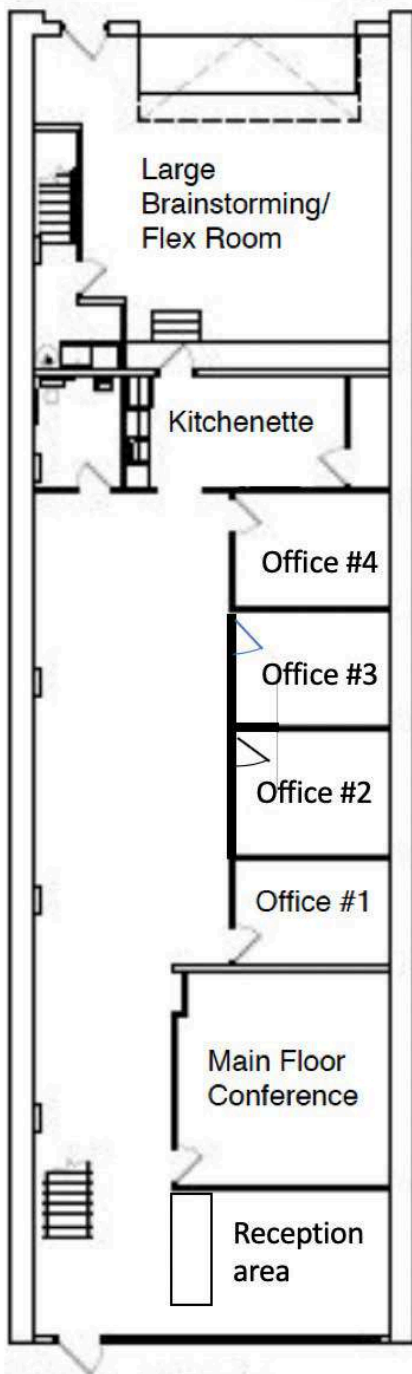 Large
Brainstorming/
Flex Room
Kitchenette
Office #4
Office #3
Office #2
Office #1
Main Floor
Conference
Reception
area